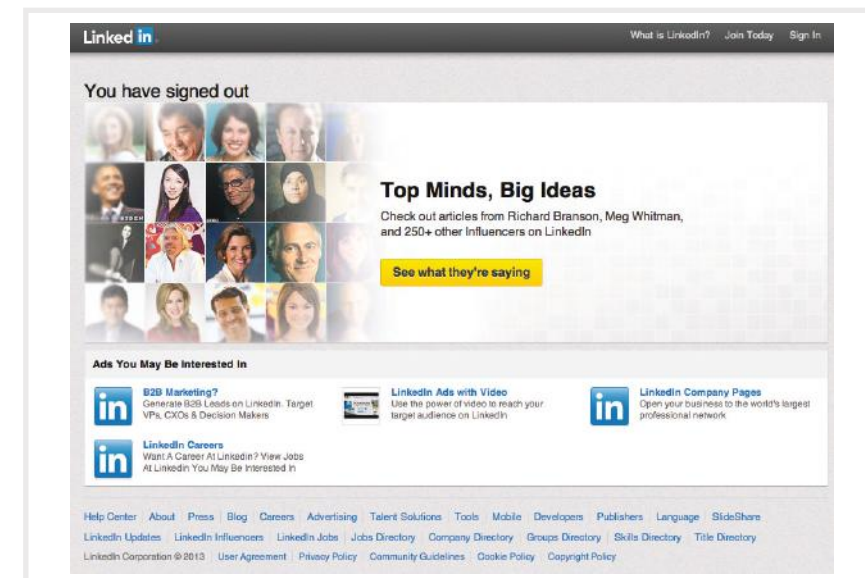 Linked in
What is LinkedIn? Join Today Sign In
You have signed out
Top Minds, Big Ideas
Check out articles from Richard Branson, Meg Whitman,
and 250+ other Influencers on LinkedIn
See what they're saying
Ads You May Be Interested In
B2B Marketing?
Generate B2B Leads on LinkedIn. Target
VPs, CXOs & Decision Makers
LinkedIn Ads with Video
Use the power of video to reach your
target audience on LinkedIn
LinkedIn Company Pages
Open your business to the world's largest
professional network
LinkedIn Careers
Want A Career At LinkedIn? View Jobs
At LinkedIn You May Be Interested In
Help Center About Press Blog Careers Advertising Talent Solutions Tools Mobile Developers Publishers Language SlideShare
LinkedIn Updates LinkedIn Influencers LinkedIn Jobs Jobs Directory Company Directory Groups Directory Skills Directory Title Directory
LinkedIn Corporation © 2013 User Agreement Privacy Policy Community Guidelines Cookie Policy Copyright Policy